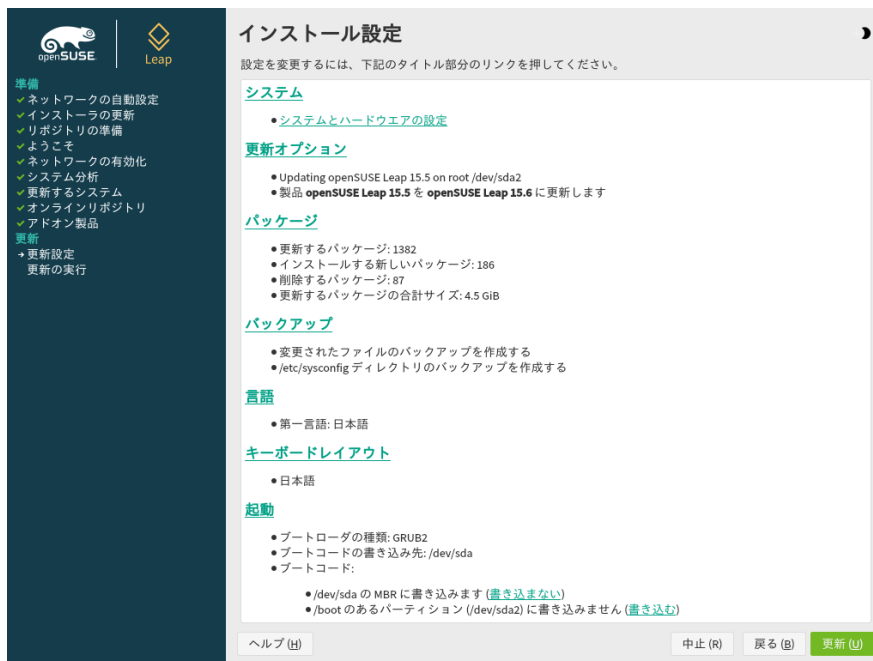 openSUSE
Leap
準備
ネットワークの自動設定
インストーラの更新
リポジトリの準備
ようこそ
ネットワークの有効化
システム分析
更新するシステム
オンラインリポジトリ
アドオン製品
更新
更新設定
更新の実行
インストール設定
設定を変更するには、下記のタイトル部分のリンクを押してください。
システム
システムとハードウエアの設定
更新オプション
Updating openSUSE Leap 15.5 on root /dev/sda2
製品 openSUSE Leap 15.5 を openSUSE Leap 15.6 に更新します
パッケージ
更新するパッケージ: 1382
インストールする新しいパッケージ: 186
削除するパッケージ: 87
更新するパッケージの合計サイズ: 4.5 GiB
バックアップ
変更されたファイルのバックアップを作成する
/etc/sysconfig ディレクトリのバックアップを作成する
言語
第一言語: 日本語
キーボードレイアウト
日本語
起動
ブートローダの種類: GRUB2
ブートコードの書き込み先: /dev/sda
ブートコード:
/dev/sda の MBR に書き込みます (書き込まない)
/boot のあるパーティション (/dev/sda2) に書き込みません (書き込む)
ヘルプ (H)
中止 (R)
戻る (B)
更新 (U)